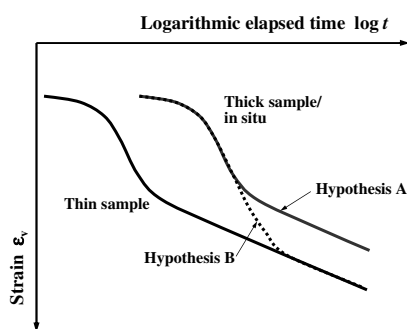 Logarithmic elapsed time log t
Thick sample/
in situ
Hypothesis A
Thin sample
Hypothesis B
Strain εv